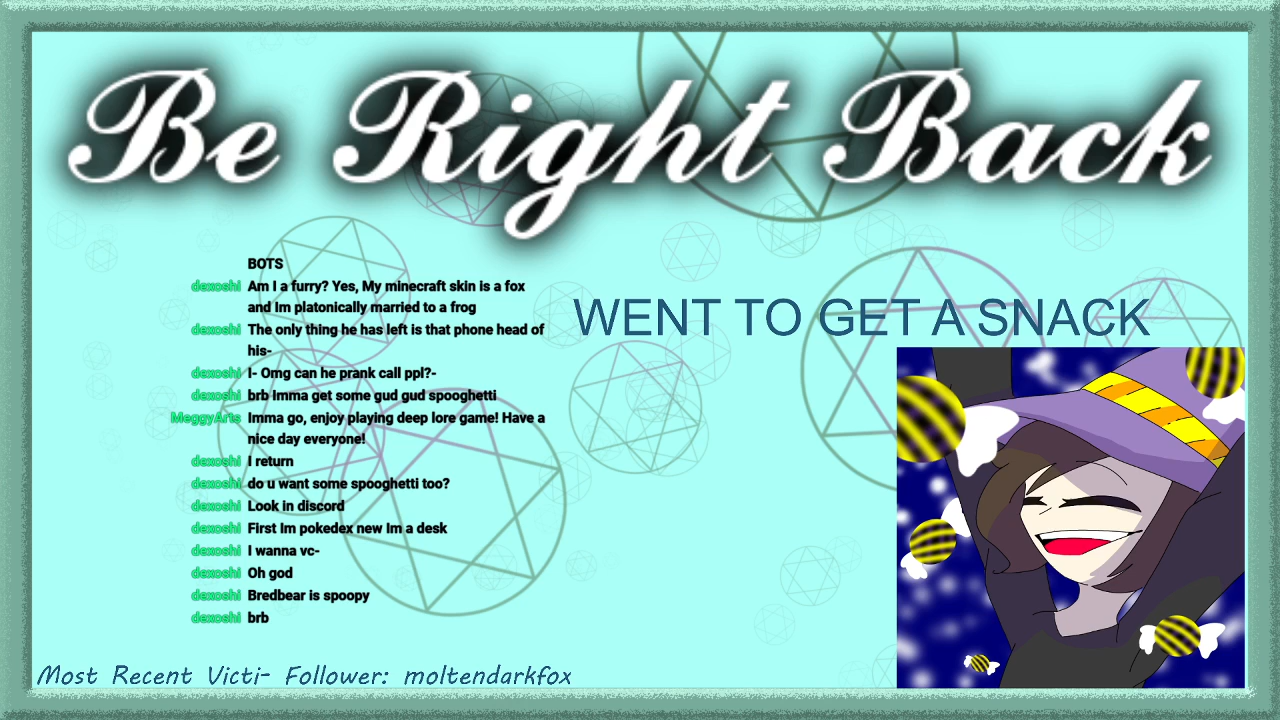 Be Right Back
BOTS
dexoshi Am I a furry? Yes, My minecraft skin is a fox
and Im platonically married to a frog
dexoshi The only thing he has left is that phone head of
his-
dexoshi I- Omg can he prank call ppl?-
dexoshi brb Imma get some gud gud spooghetti
MeggyArts Imma go, enjoy playing deep lore game! Have a
nice day everyone!
dexoshi I return
dexoshi do u want some spooghetti too?
dexoshi Look in discord
dexoshi First Im pokedex new Im a desk
dexoshi I wanna vc-
dexoshi Oh god
dexoshi Bredbear is spoopy
dexoshi brb
WENT TO GET A SNACK
Most Recent Victi- Follower: moltendarkfox